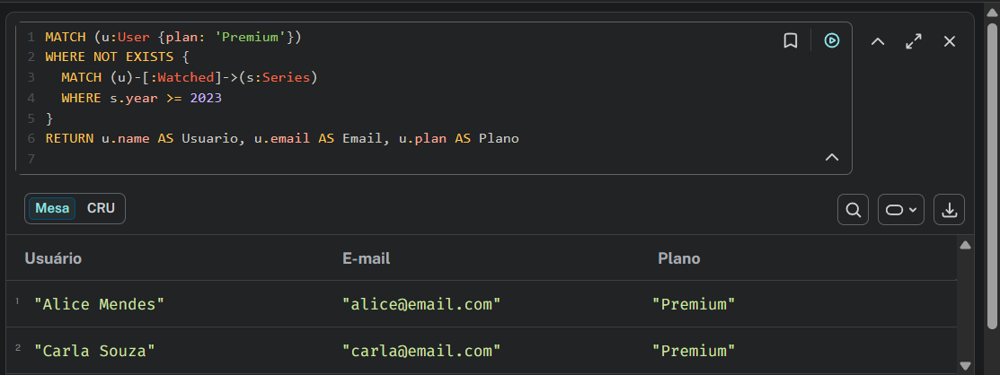 1 MATCH (u:User {plan: 'Premium'})
2 WHERE NOT EXISTS {
3 MATCH (u)-[:Watched]->(s:Series)
4 WHERE s.year >= 2023
5 }
6 RETURN u.name AS Usuario, u.email AS Email, u.plan AS Plano
7
Mesa CRU
Usuário E-mail Plano
1 "Alice Mendes" "alice@email.com" "Premium"
2 "Carla Souza" "carla@email.com" "Premium"